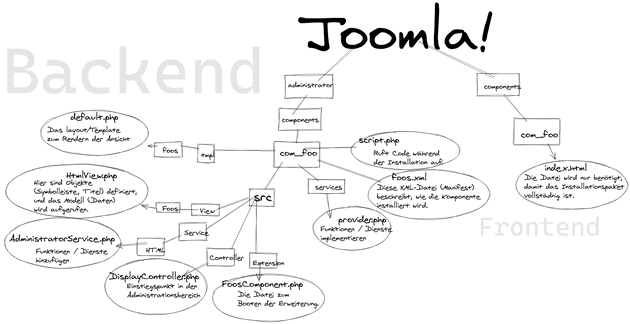 Joomla!
Backend
administrator
components
components
com_foo
com_foo
default.php
Das layout/Template
zum Rendern der Ansicht
foos
tmpl
script.php
Ruft Code während
der Installation auf
foos.xml
Diese XML-Datei (Manifest)
beschreibt, wie die Komponente
installiert wird.
index.html
Die Datei wird nur benötigt,
damit das Installationspaket
vollständig ist.
HtmlView.php
Hier sind Objekte
(Symbolleiste, Titel) definiert,
und das Modell (Daten)
wird aufgerufen.
Foos
View
src
services
provider.php
Funktionen / Dienste
implementieren
Frontend
AdministratorService.php
Funktionen / Dienste
hinzufügen
HTML
Service
Controller
Extension
DisplayController.php
Einstiegspunkt in den
Administrationsbereich
FoosComponent.php
Die Datei zum
Booten der Erweiterung.